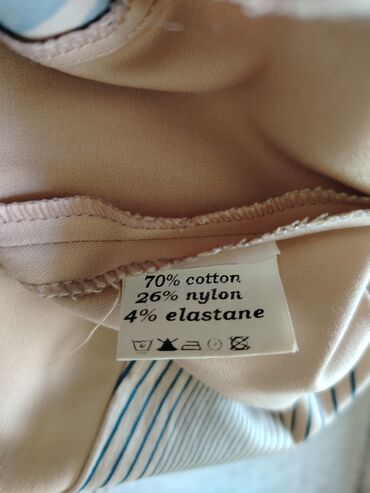 70% cotton
26% nylon
4% elastane